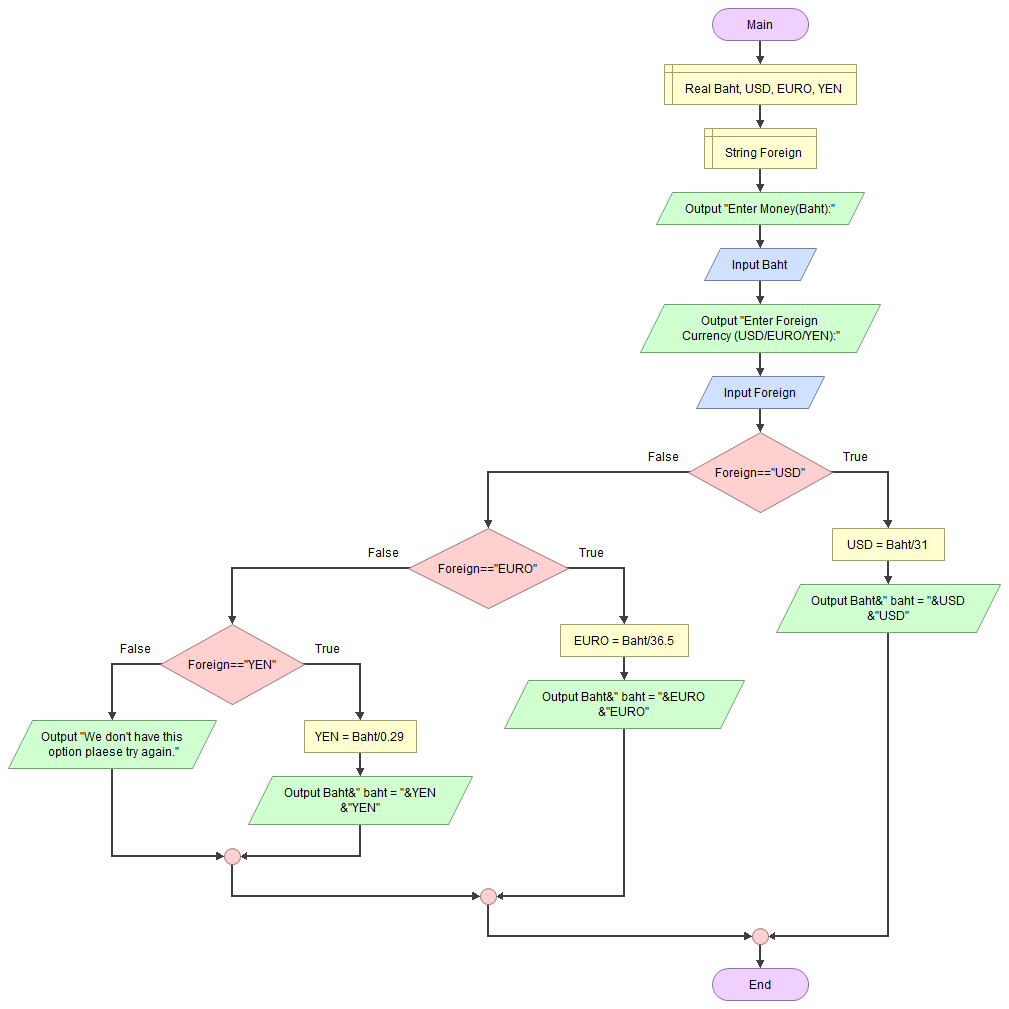 Main
Real Baht, USD, EURO, YEN
String Foreign
Output "Enter Money(Baht):"
Input Baht
Output "Enter Foreign
Currency (USD/EURO/YEN):"
Input Foreign
False
True
Foreign=="USD"
USD = Baht/31
Output Baht&" baht = "&USD
&"USD"
False
True
Foreign=="EURO"
EURO = Baht/36.5
Output Baht&" baht = "&EURO
&"EURO"
False
True
Foreign=="YEN"
Output "We don't have this
option plaese try again."
YEN = Baht/0.29
Output Baht&" baht = "&YEN
&"YEN"
End